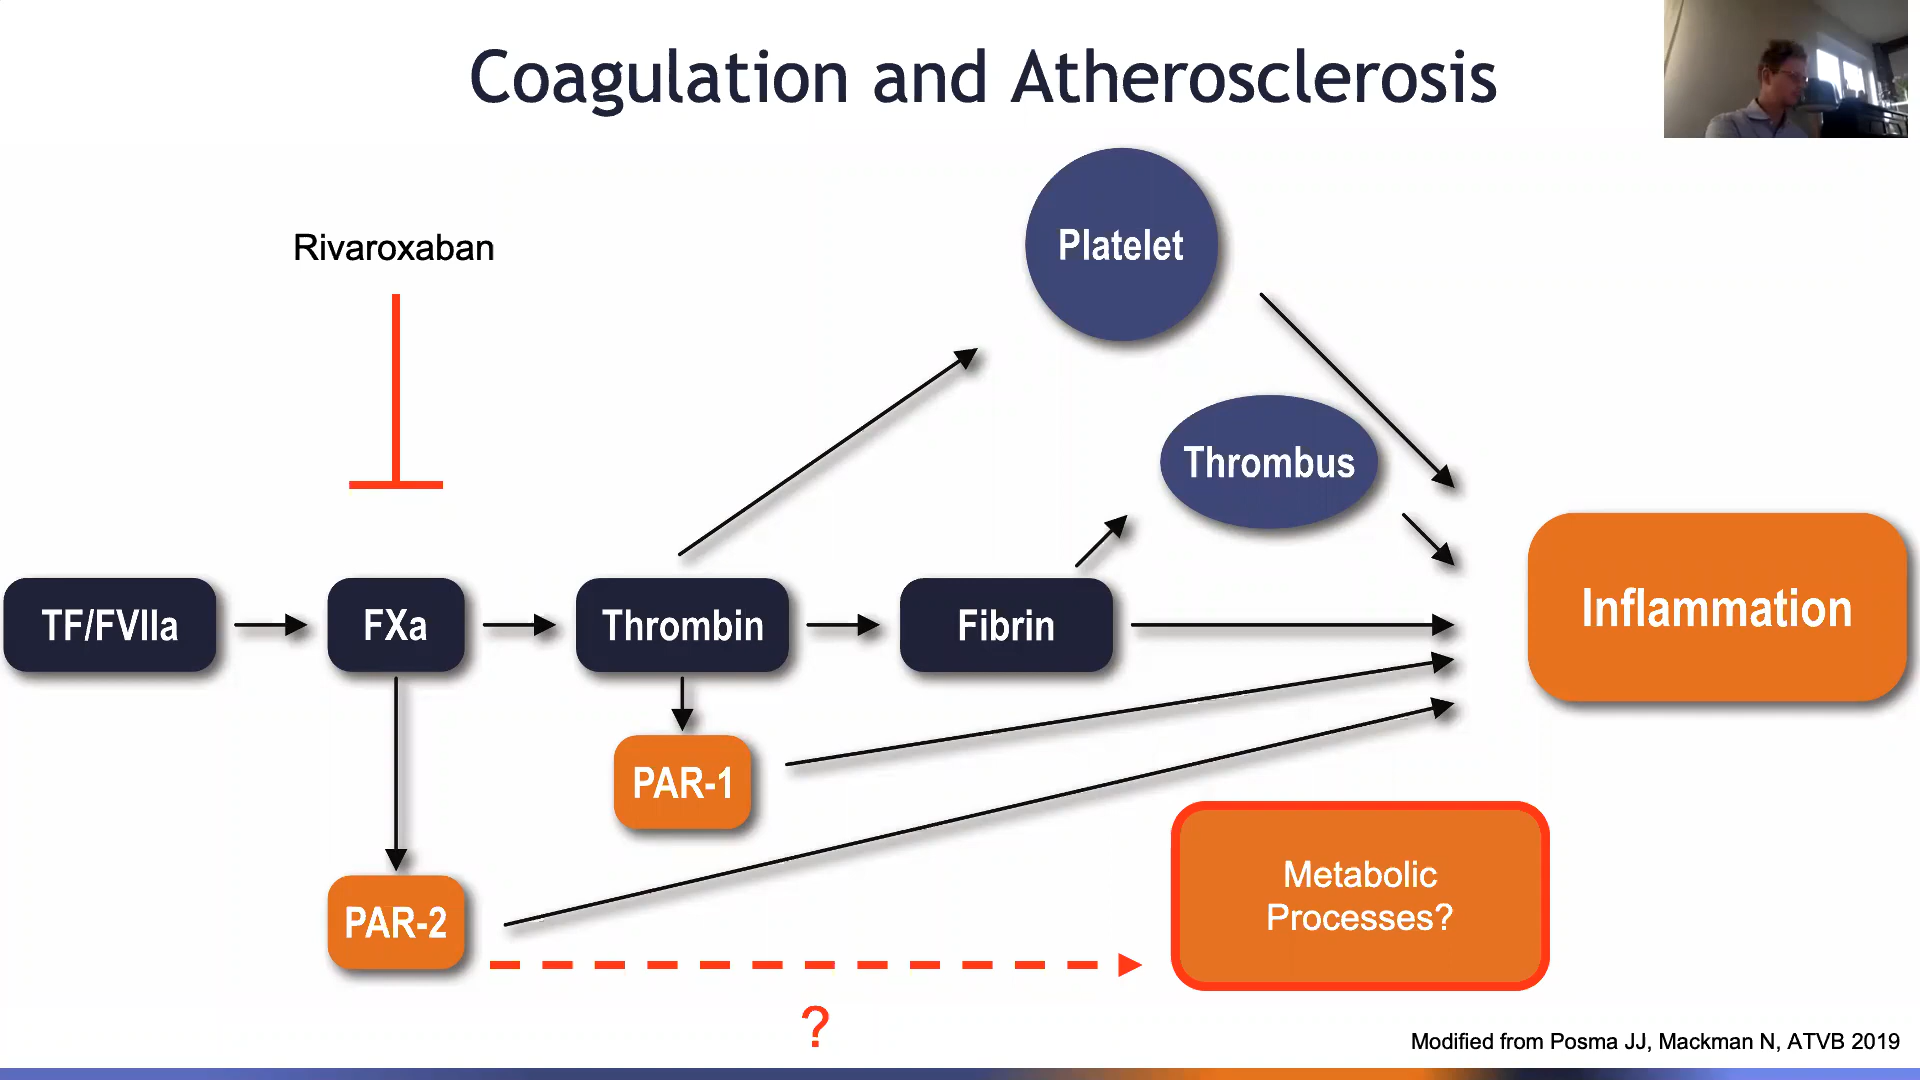 Coagulation and Atherosclerosis
Rivaroxaban
Platelet
Thrombus
TF/FVIIa
FXa
Thrombin
Fibrin
Inflammation
PAR-1
PAR-2
Metabolic
Processes?
?
Modified from Posma JJ, Mackman N, ATVB 2019